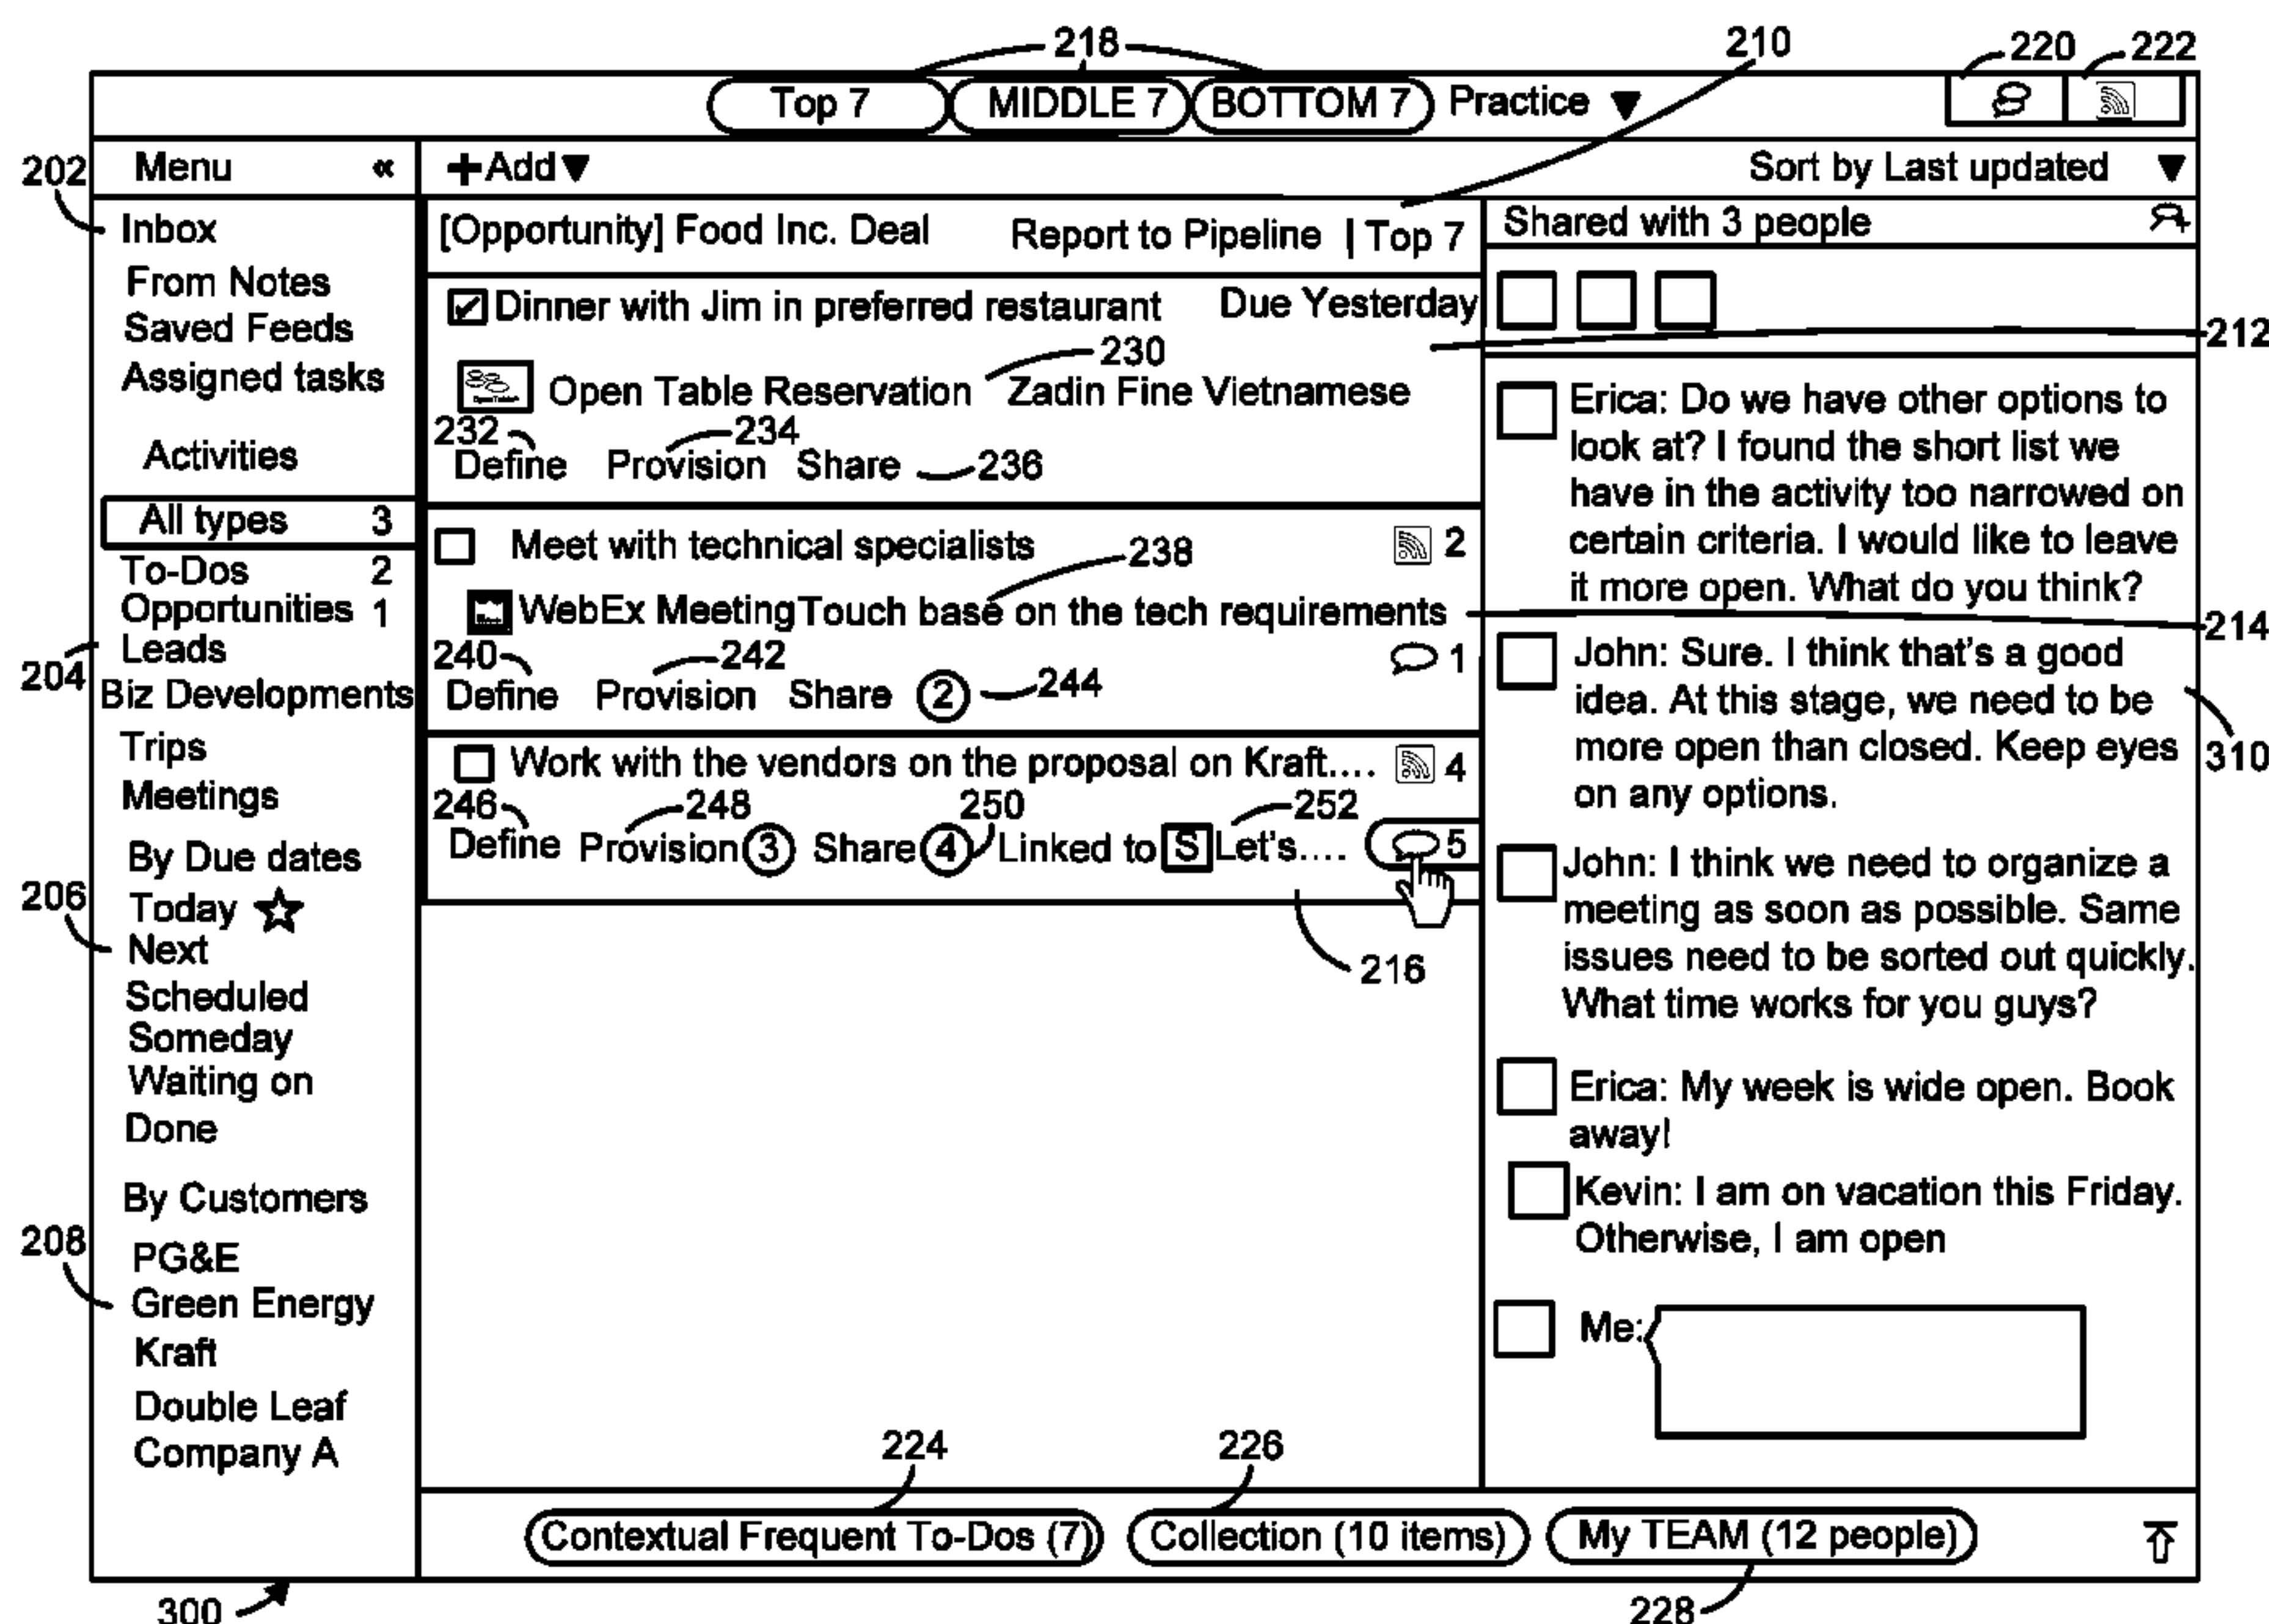 218
210
220
222
Top 7
MIDDLE 7
BOTTOM 7
Practice ▼
202
Menu «
+Add▼
Sort by Last updated ▼
Inbox
From Notes
Saved Feeds
Assigned tasks
Activities
All types 3
To-Dos 2
Opportunities 1
204
Leads
Biz Developments
Trips
Meetings
By Due dates
206
Today ☆
Next
Scheduled
Someday
Waiting on
Done
By Customers
208
PG&E
Green Energy
Kraft
Double Leaf
Company A
[Opportunity] Food Inc. Deal Report to Pipeline | Top 7
Dinner with Jim in preferred restaurant Due Yesterday
212
230
Open Table Reservation Zadin Fine Vietnamese
232 234
Define Provision Share 236
Meet with technical specialists 2
238
WebEx Meeting Touch base on the tech requirements
214
240 242
1
Define Provision Share 2 244
Work with the vendors on the proposal on Kraft.... 4
246 248 250 252
Define Provision 3 Share 4 Linked to S Let's.... 5
216
Shared with 3 people
Erica: Do we have other options to
look at? I found the short list we
have in the activity too narrowed on
certain criteria. I would like to leave
it more open. What do you think?
John: Sure. I think that's a good
idea. At this stage, we need to be
more open than closed. Keep eyes
on any options.
310
John: I think we need to organize a
meeting as soon as possible. Same
issues need to be sorted out quickly.
What time works for you guys?
Erica: My week is wide open. Book
away!
Kevin: I am on vacation this Friday.
Otherwise, I am open
Me:
224
226
Contextual Frequent To-Dos (7)
Collection (10 items)
My TEAM (12 people)
300
228